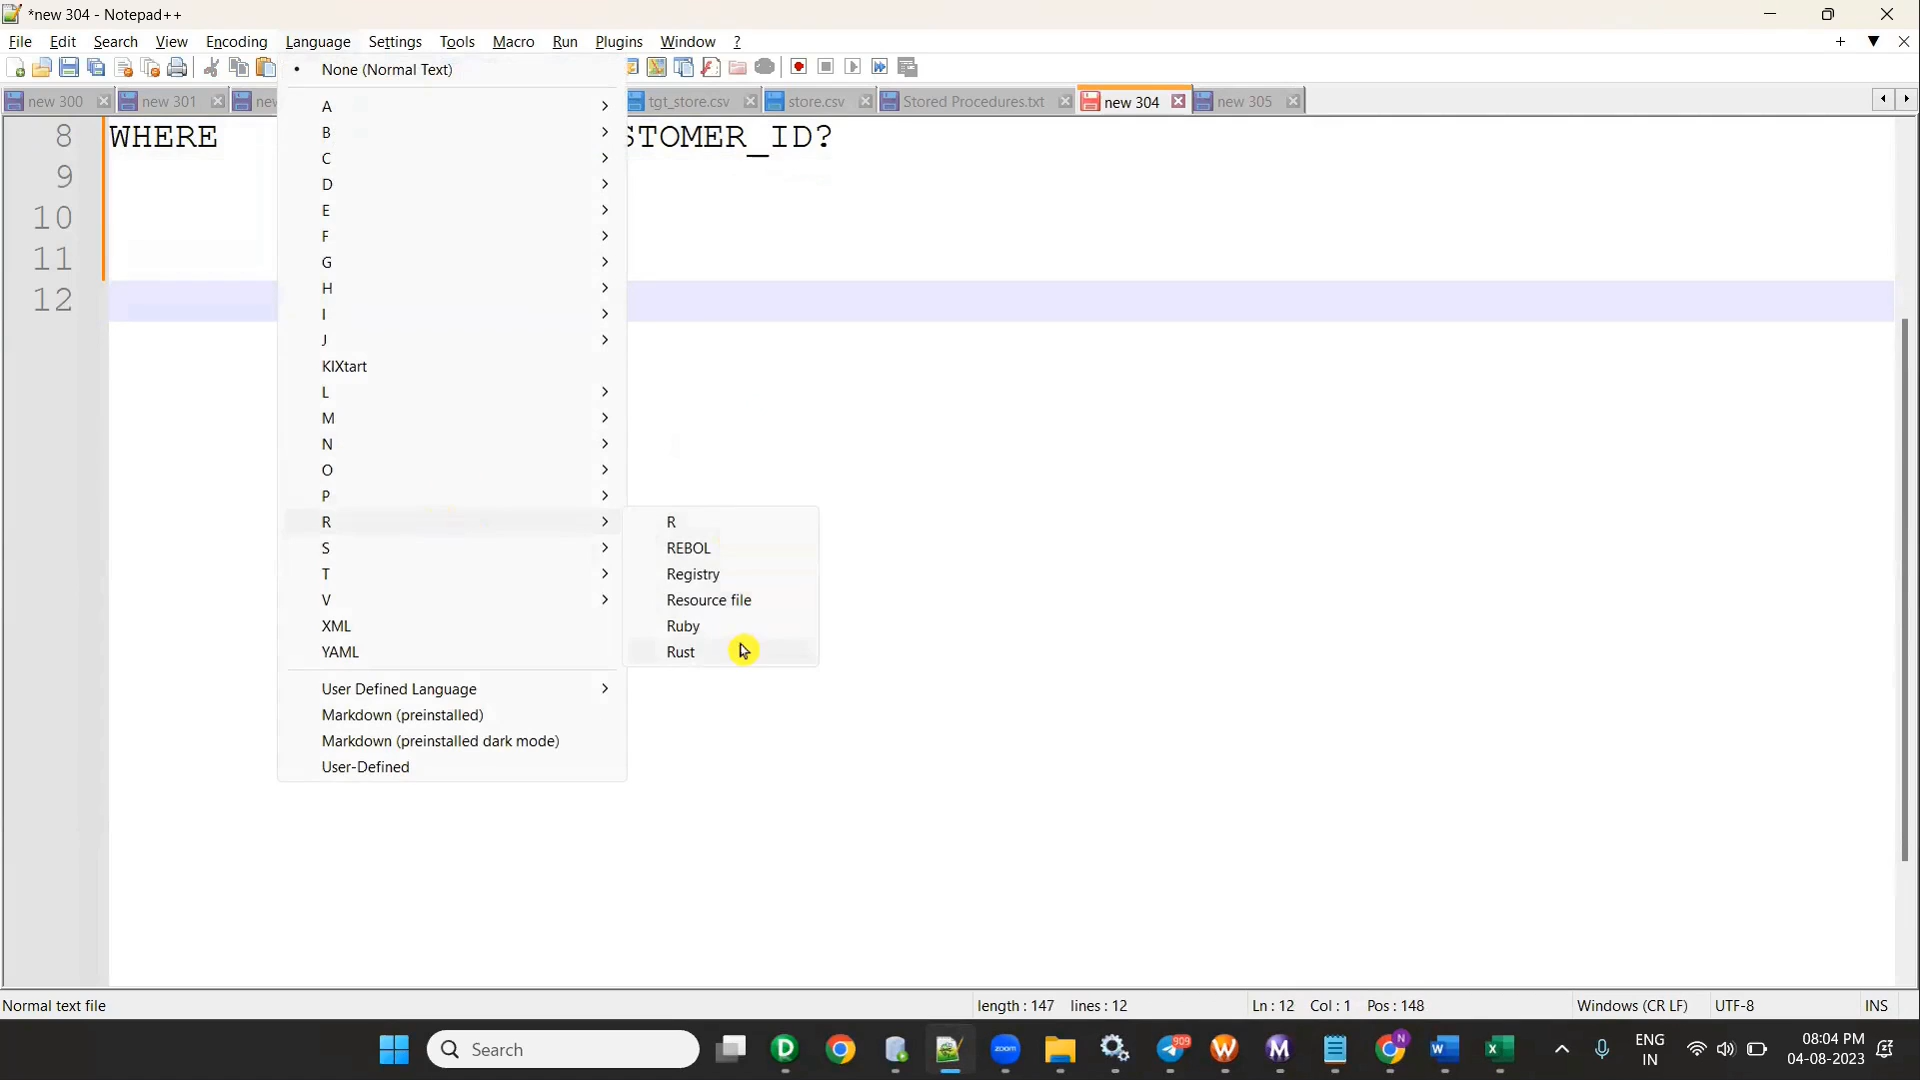 *new 304 - Notepad++
File Edit Search View Encoding Language Settings Tools Macro Run Plugins Window ?
new 300 new 301 tgt_store.csv store.csv Stored Procedures.txt new 304 new 305
None (Normal Text)
A
B
C
D
E
F
G
H
I
J
KIXtart
L
M
N
O
P
R
S
T
V
XML
YAML
User Defined Language
Markdown (preinstalled)
Markdown (preinstalled dark mode)
User-Defined
R
REBOL
Registry
Resource file
Ruby
Rust
8 WHERE STOMER_ID?
9
10
11
12
Normal text file length : 147 lines : 12 Ln : 12 Col : 1 Pos : 148 Windows (CR LF) UTF-8 INS
Search zoom 909 N ENG 08:04 PM
IN 04-08-2023